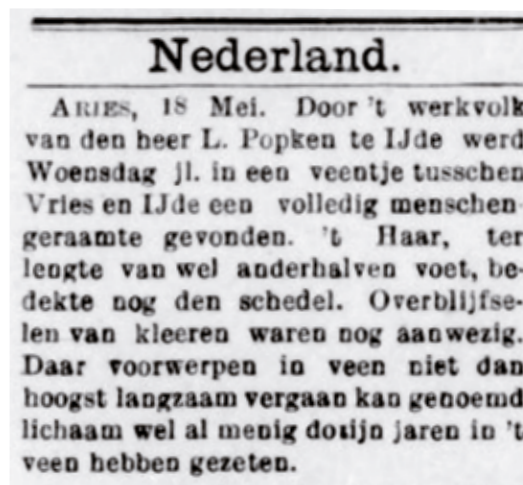 Nederland.
ARIES, 18 Mei. Door 't werkvolk
van den heer L. Popken te IJde werd
Woensdag jl. in een veentje tusschen
Vries en IJde een volledig menschen
geraamte gevonden. 't Haar, ter
lengte van wel anderhalven voet, be-
dekte nog den schedel. Overblijfse-
len van kleeren waren nog aanwezig.
Daar voorwerpen in veen niet dan
hoogst langzaam vergaan kan genoemd
lichaam wel al menig dotijn jaren in 't
veen hebben gezeten.